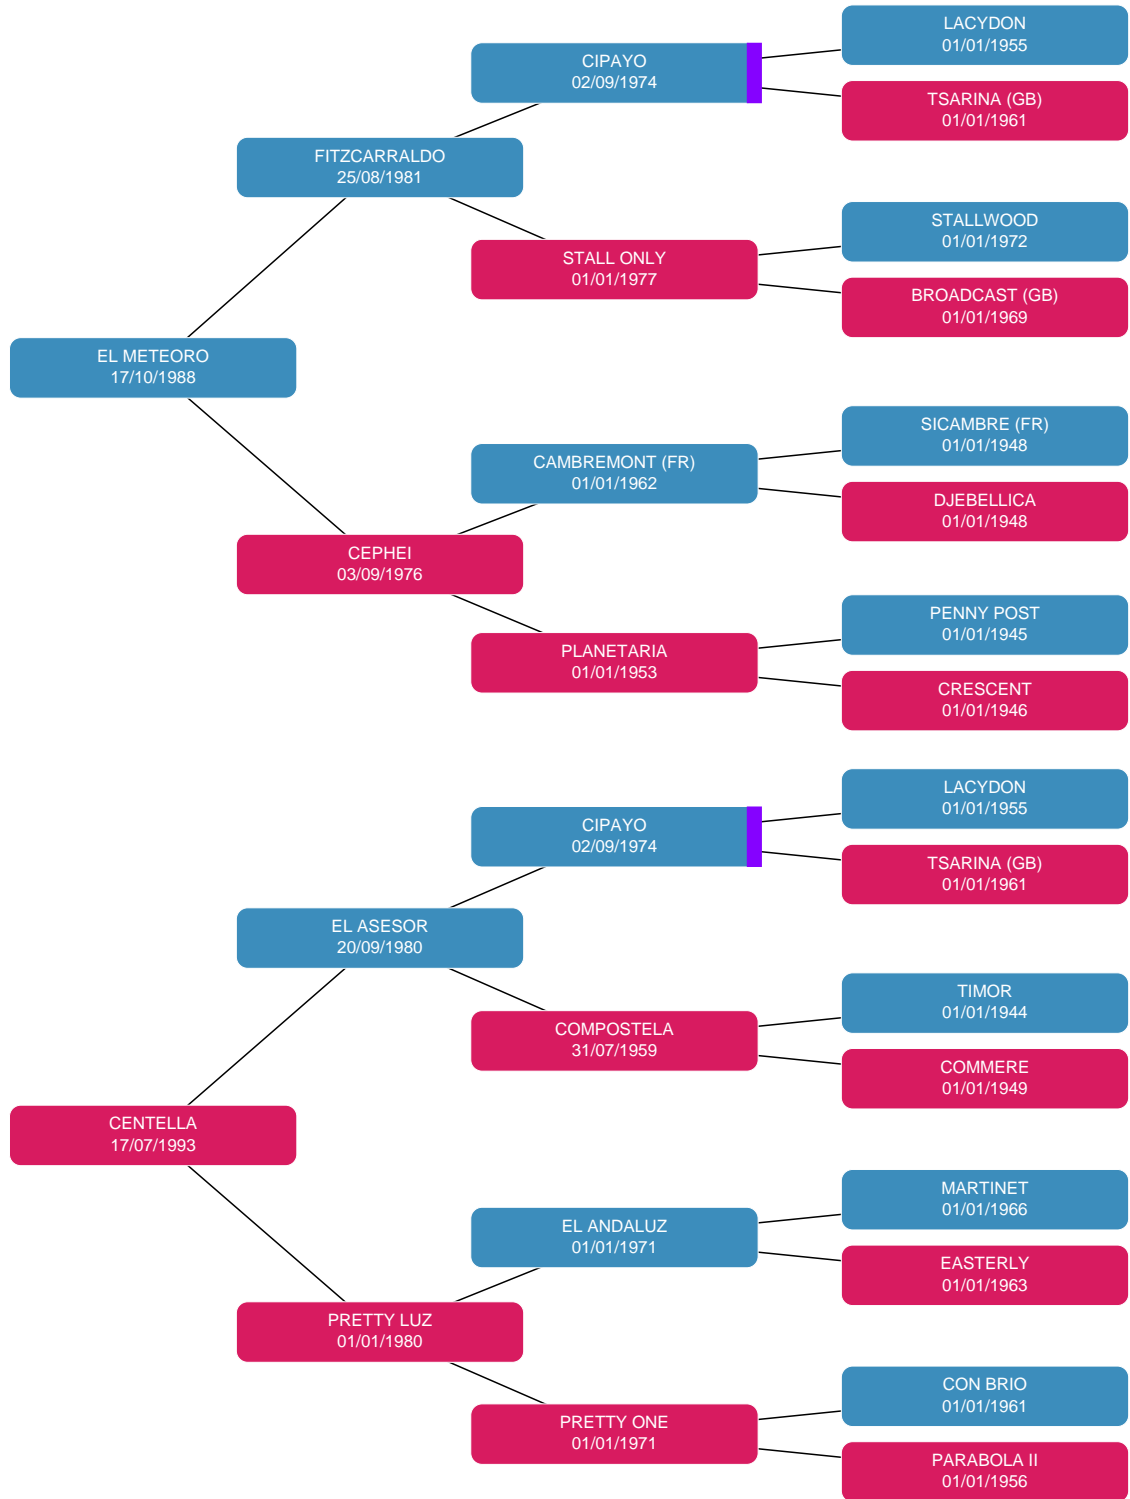 LACYDON
01/01/1955
CIPAYO
02/09/1974
TSARINA (GB)
01/01/1961
FITZCARRALDO
25/08/1981
STALLWOOD
01/01/1972
STALL ONLY
01/01/1977
BROADCAST (GB)
01/01/1969
EL METEORO
17/10/1988
SICAMBRE (FR)
01/01/1948
CAMBREMONT (FR)
01/01/1962
DJEBELLICA
01/01/1948
CEPHEI
03/09/1976
PENNY POST
01/01/1945
PLANETARIA
01/01/1953
CRESCENT
01/01/1946
LACYDON
01/01/1955
CIPAYO
02/09/1974
TSARINA (GB)
01/01/1961
EL ASESOR
20/09/1980
TIMOR
01/01/1944
COMPOSTELA
31/07/1959
COMMERE
01/01/1949
CENTELLA
17/07/1993
MARTINET
01/01/1966
EL ANDALUZ
01/01/1971
EASTERLY
01/01/1963
PRETTY LUZ
01/01/1980
CON BRIO
01/01/1961
PRETTY ONE
01/01/1971
PARABOLA II
01/01/1956